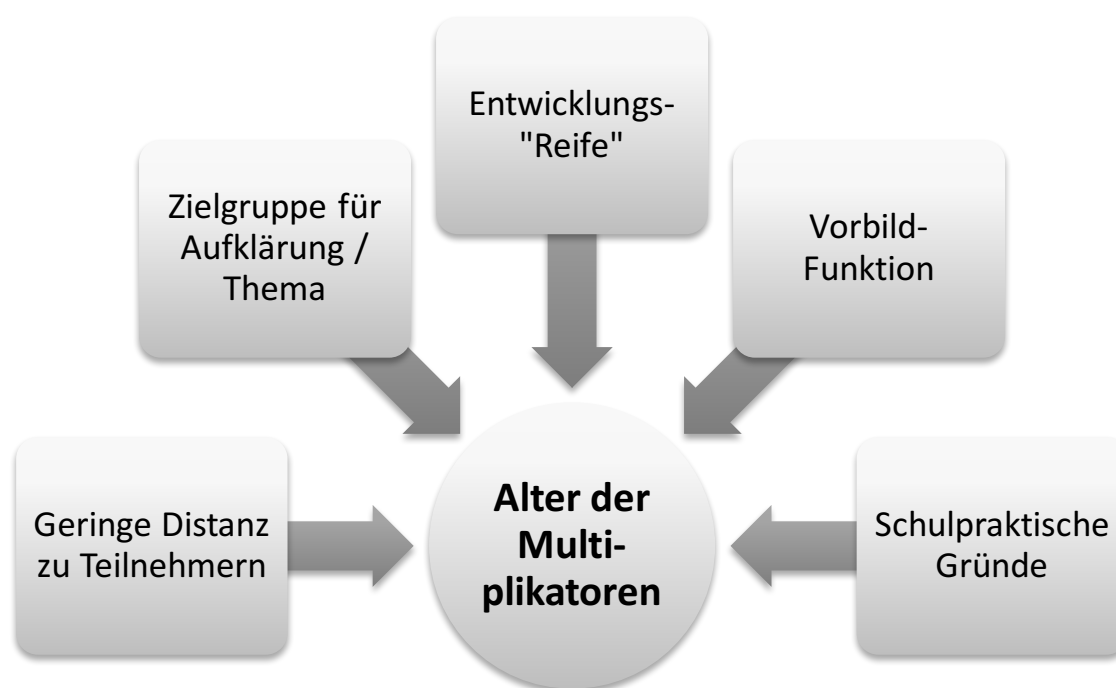 Entwicklungs-
"Reife"
Zielgruppe für
Aufklärung /
Thema
Vorbild-
Funktion
Geringe Distanz
zu Teilnehmern
Alter der
Multi-
plikatoren
Schulpraktische
Gründe